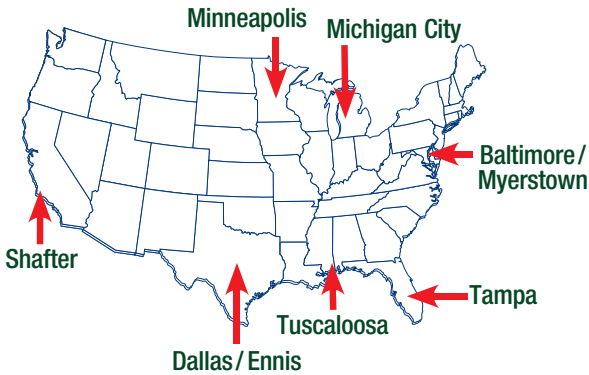 Minneapolis
Michigan City
Baltimore/
Myerstown
Shafter
Tampa
Tuscaloosa
Dallas/Ennis